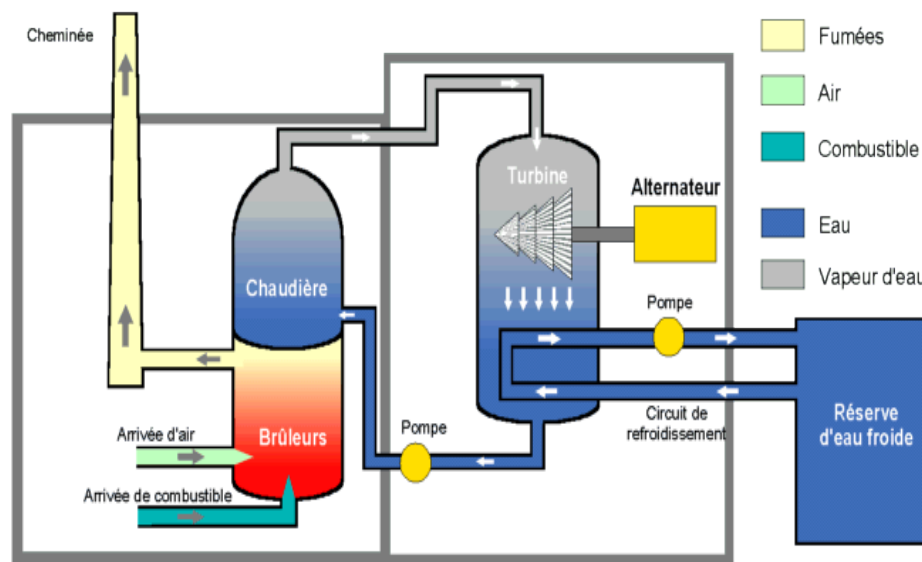 Cheminée
Fumées
Air
Combustible
Eau
Vapeur d'eau
Turbine
Alternateur
Chaudière
Pompe
Arrivée d'air
Brûleurs
Pompe
Circuit de
refroidissement
Réserve
d'eau froide
Arrivée de combustible